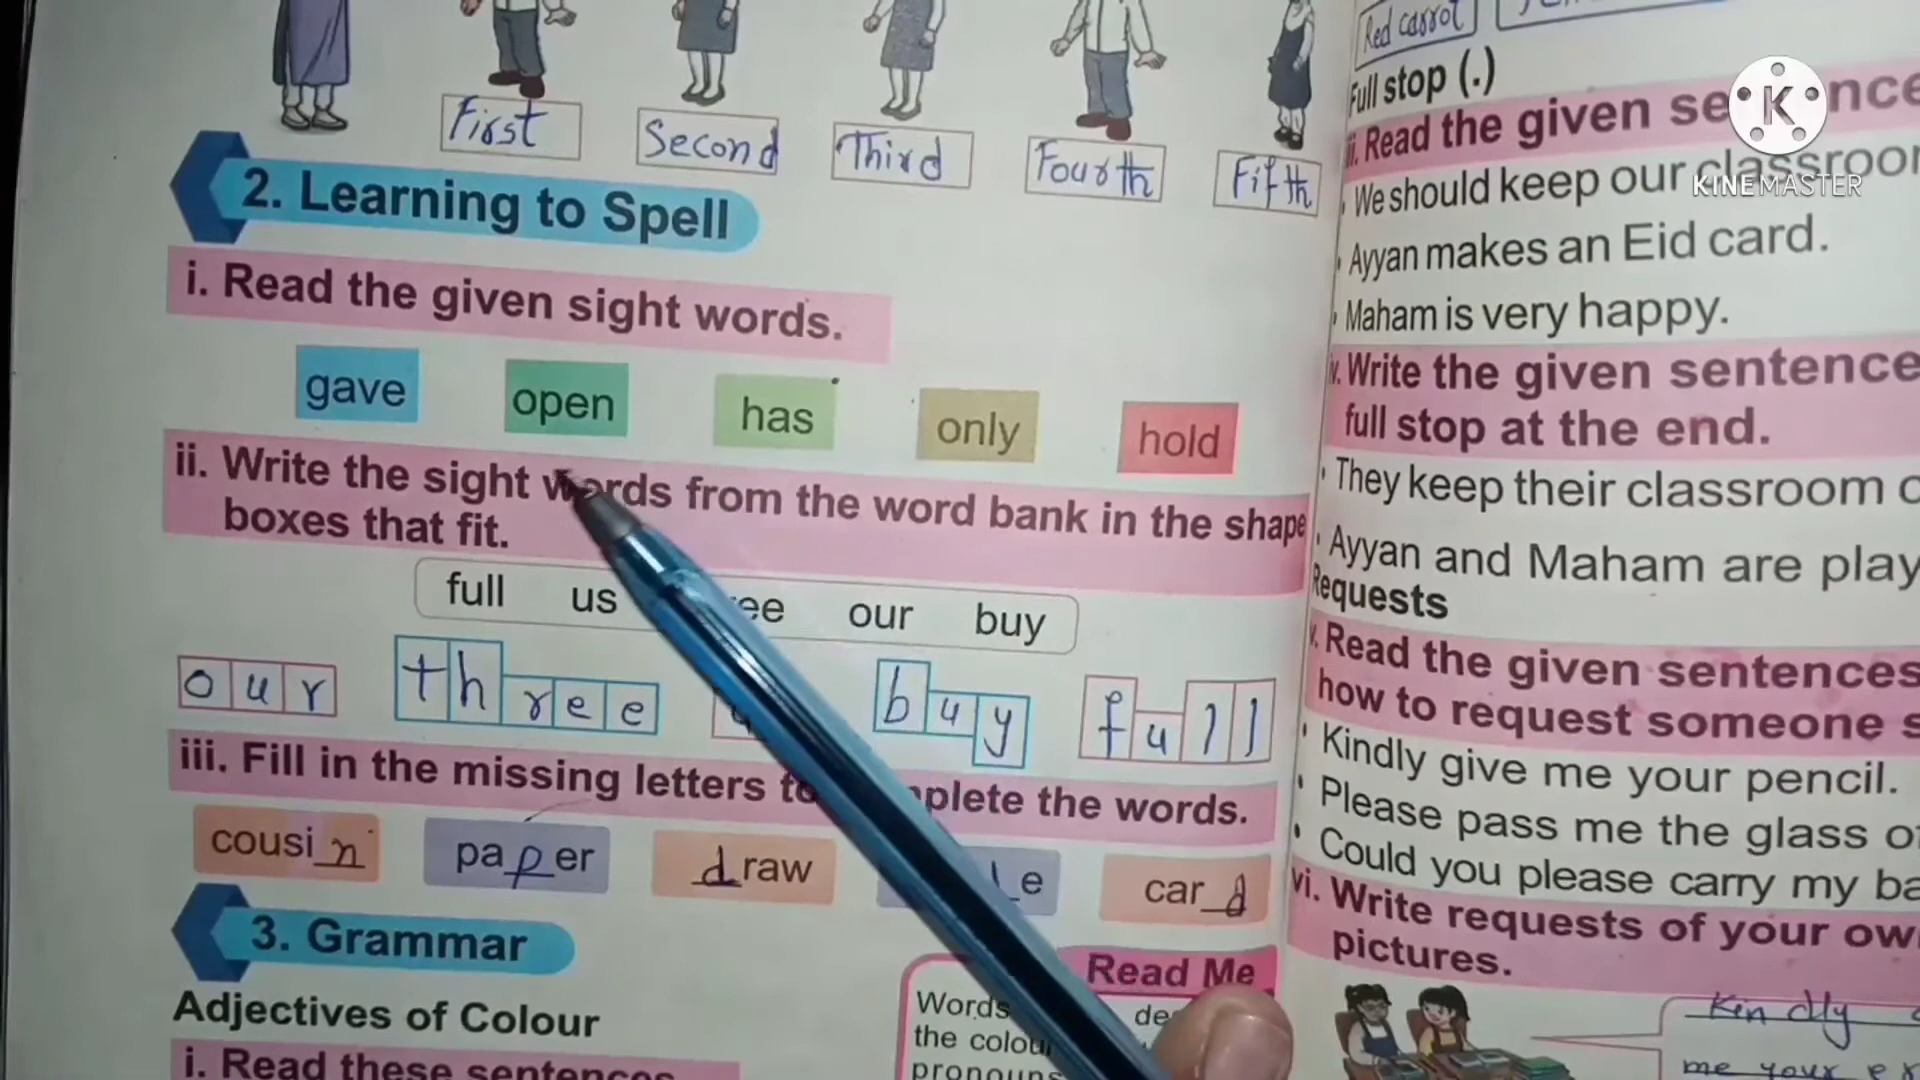 First Second Third Fourth Fifth
2. Learning to Spell
i. Read the given sight words.
gave open has only hold
ii. Write the sight words from the word bank in the shape
boxes that fit.
full us our buy
our three buy full
iii. Fill in the missing letters to complete the words.
cousin paper draw card
3. Grammar
Adjectives of Colour
i. Read these sentences
Read Me
Words
the colou
pronouns
Red carrot
Full stop (.)
iii. Read the given sentence
We should keep our classroo
Ayyan makes an Eid card.
Maham is very happy.
iv. Write the given sentence
full stop at the end.
They keep their classroom c
Ayyan and Maham are play
Requests
v. Read the given sentences
how to request someone s
Kindly give me your pencil.
Please pass me the glass o
Could you please carry my ba
vi. Write requests of your ow
pictures.
Kindly
me your
K
KINEMASTER